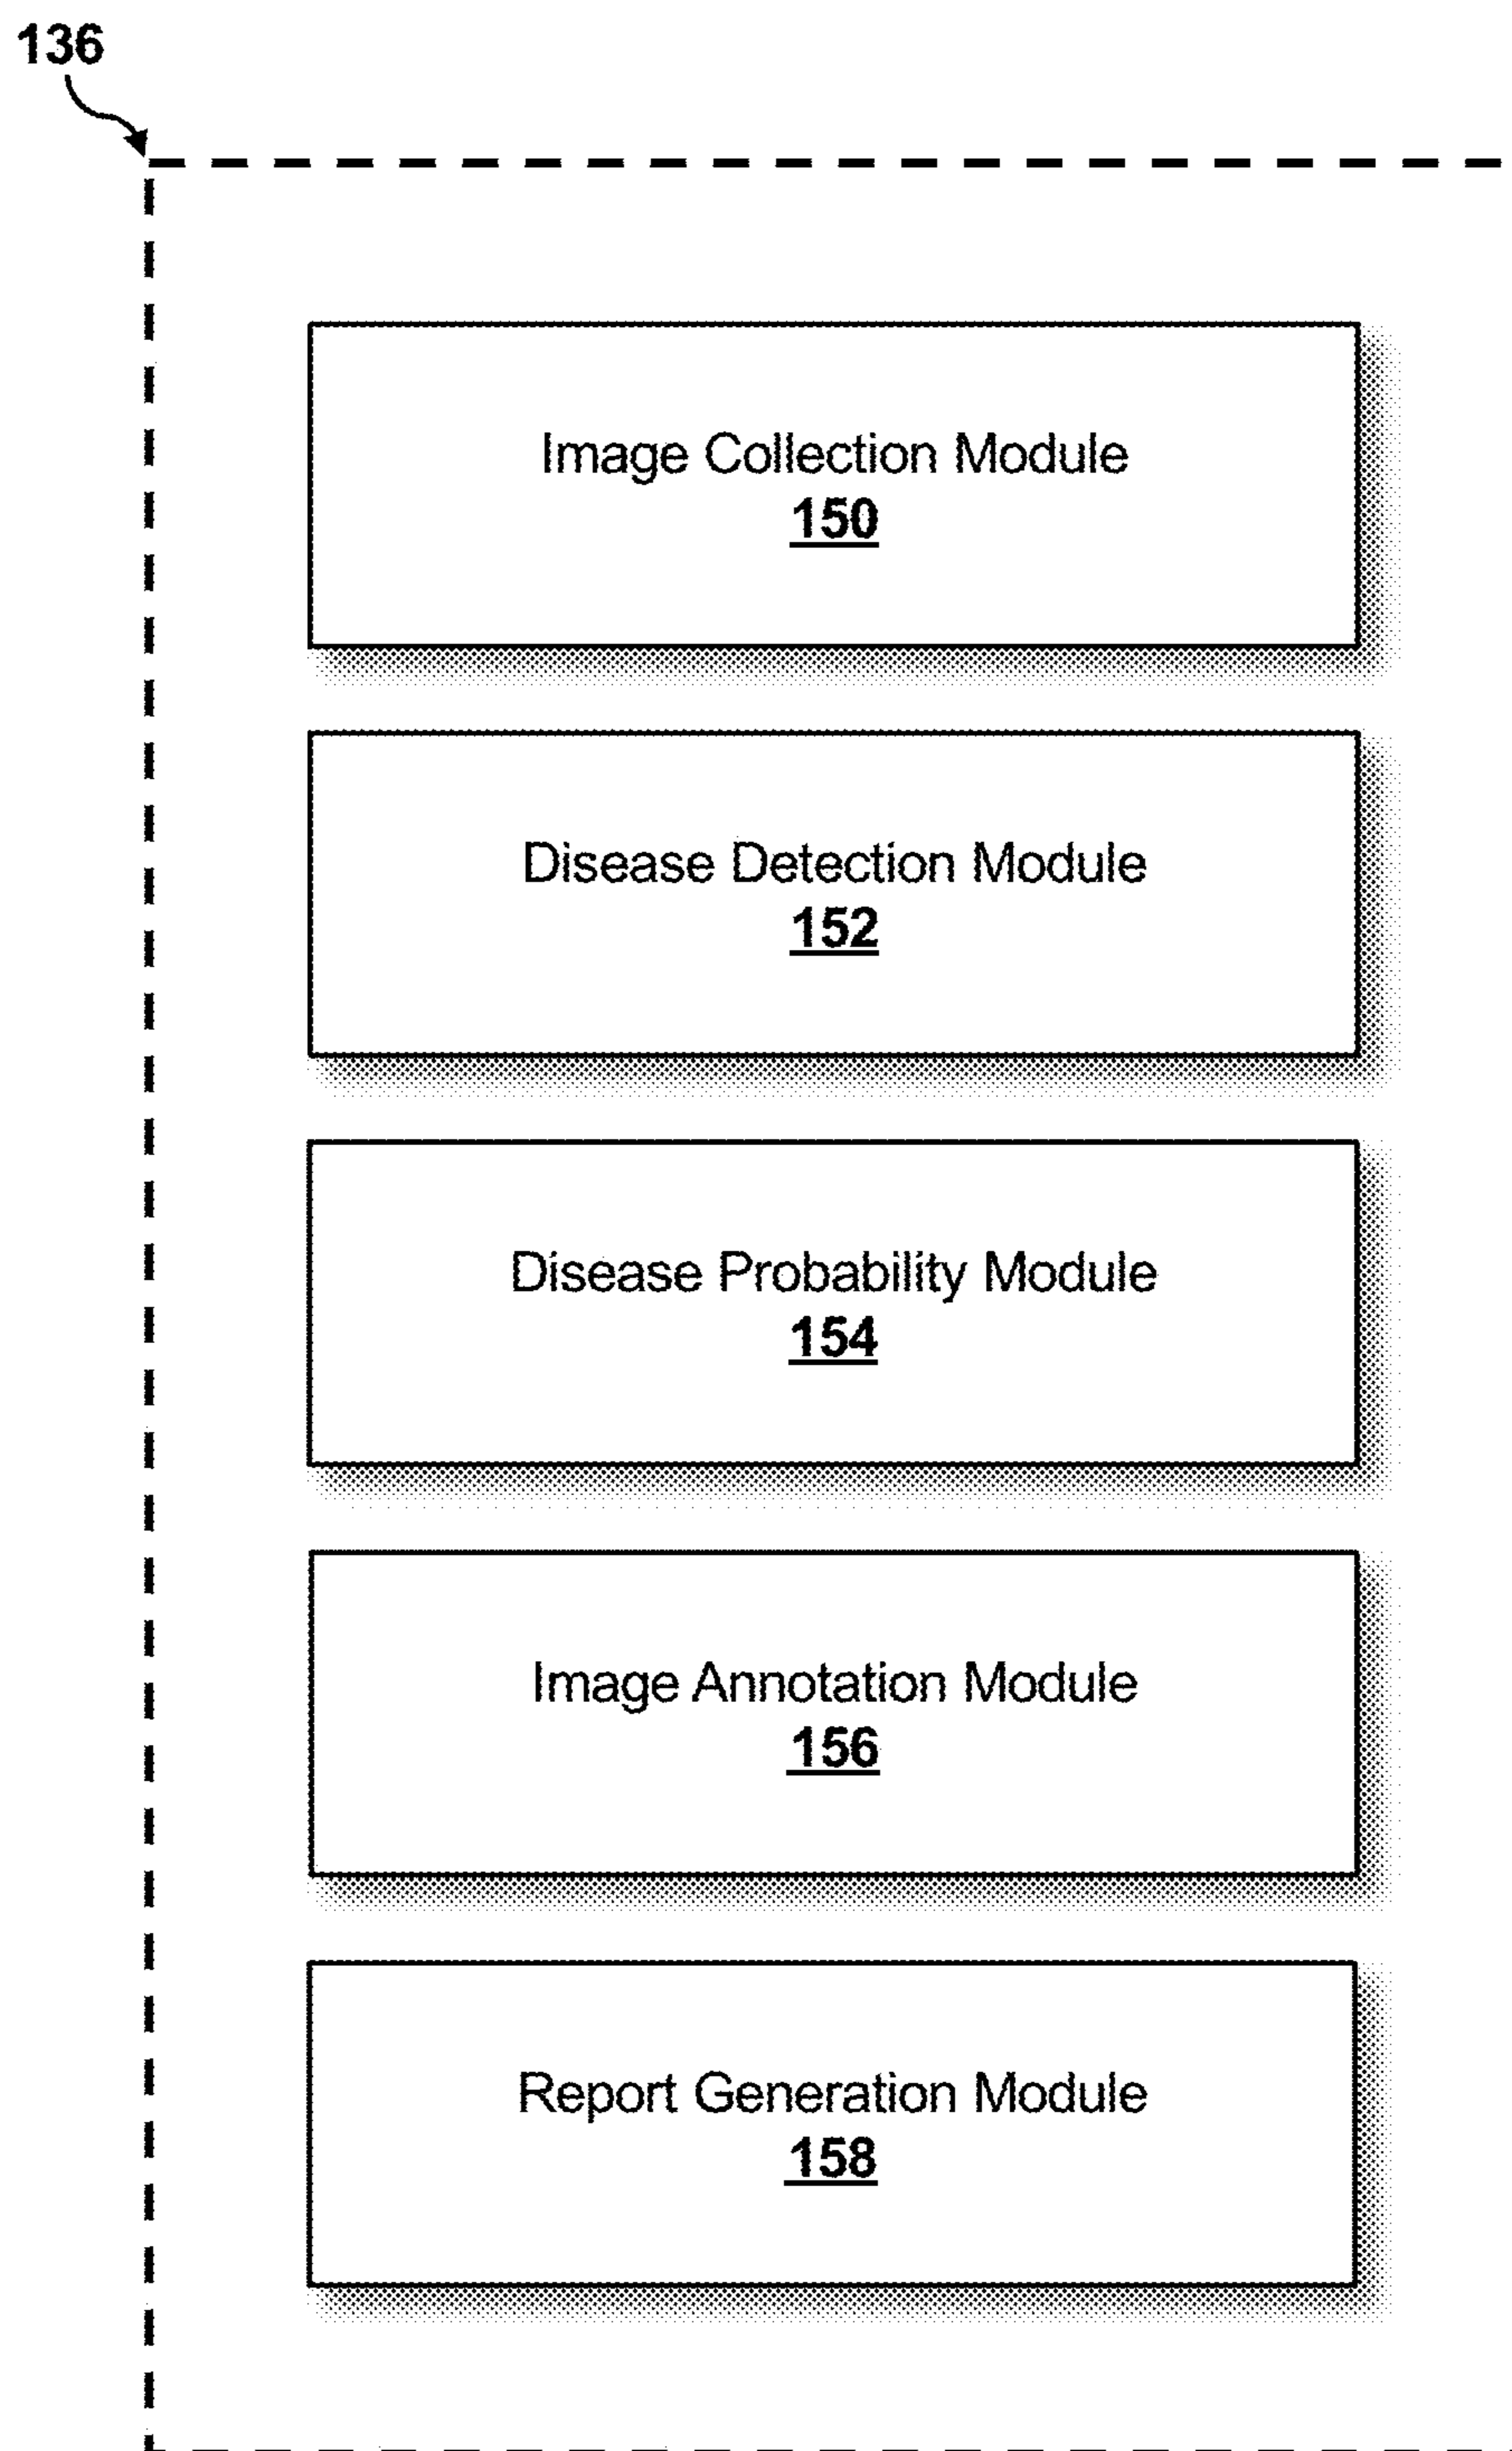 136
Image Collection Module
150
Disease Detection Module
152
Disease Probability Module
154
Image Annotation Module
156
Report Generation Module
158